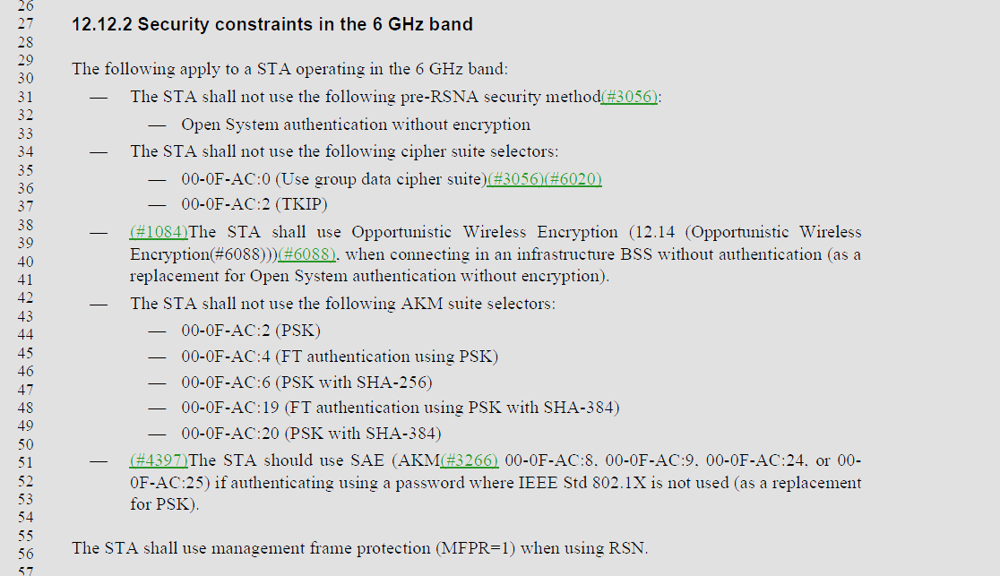 26
27 12.12.2 Security constraints in the 6 GHz band
28
29 The following apply to a STA operating in the 6 GHz band:
30
31 — The STA shall not use the following pre-RSNA security method(#3056):
32
33 — Open System authentication without encryption
34 — The STA shall not use the following cipher suite selectors:
35
36 — 00-0F-AC:0 (Use group data cipher suite)(#3056)(#6020)
37 — 00-0F-AC:2 (TKIP)
38 — (#1084)The STA shall use Opportunistic Wireless Encryption (12.14 (Opportunistic Wireless
39
40 Encryption(#6088)))(#6088), when connecting in an infrastructure BSS without authentication (as a
41 replacement for Open System authentication without encryption).
42 — The STA shall not use the following AKM suite selectors:
43
44 — 00-0F-AC:2 (PSK)
45 — 00-0F-AC:4 (FT authentication using PSK)
46
47 — 00-0F-AC:6 (PSK with SHA-256)
48 — 00-0F-AC:19 (FT authentication using PSK with SHA-384)
49
50 — 00-0F-AC:20 (PSK with SHA-384)
51 — (#4397)The STA should use SAE (AKM(#3266) 00-0F-AC:8, 00-0F-AC:9, 00-0F-AC:24, or 00-
52 0F-AC:25) if authenticating using a password where IEEE Std 802.1X is not used (as a replacement
53 for PSK).
54
55
56 The STA shall use management frame protection (MFPR=1) when using RSN.
57